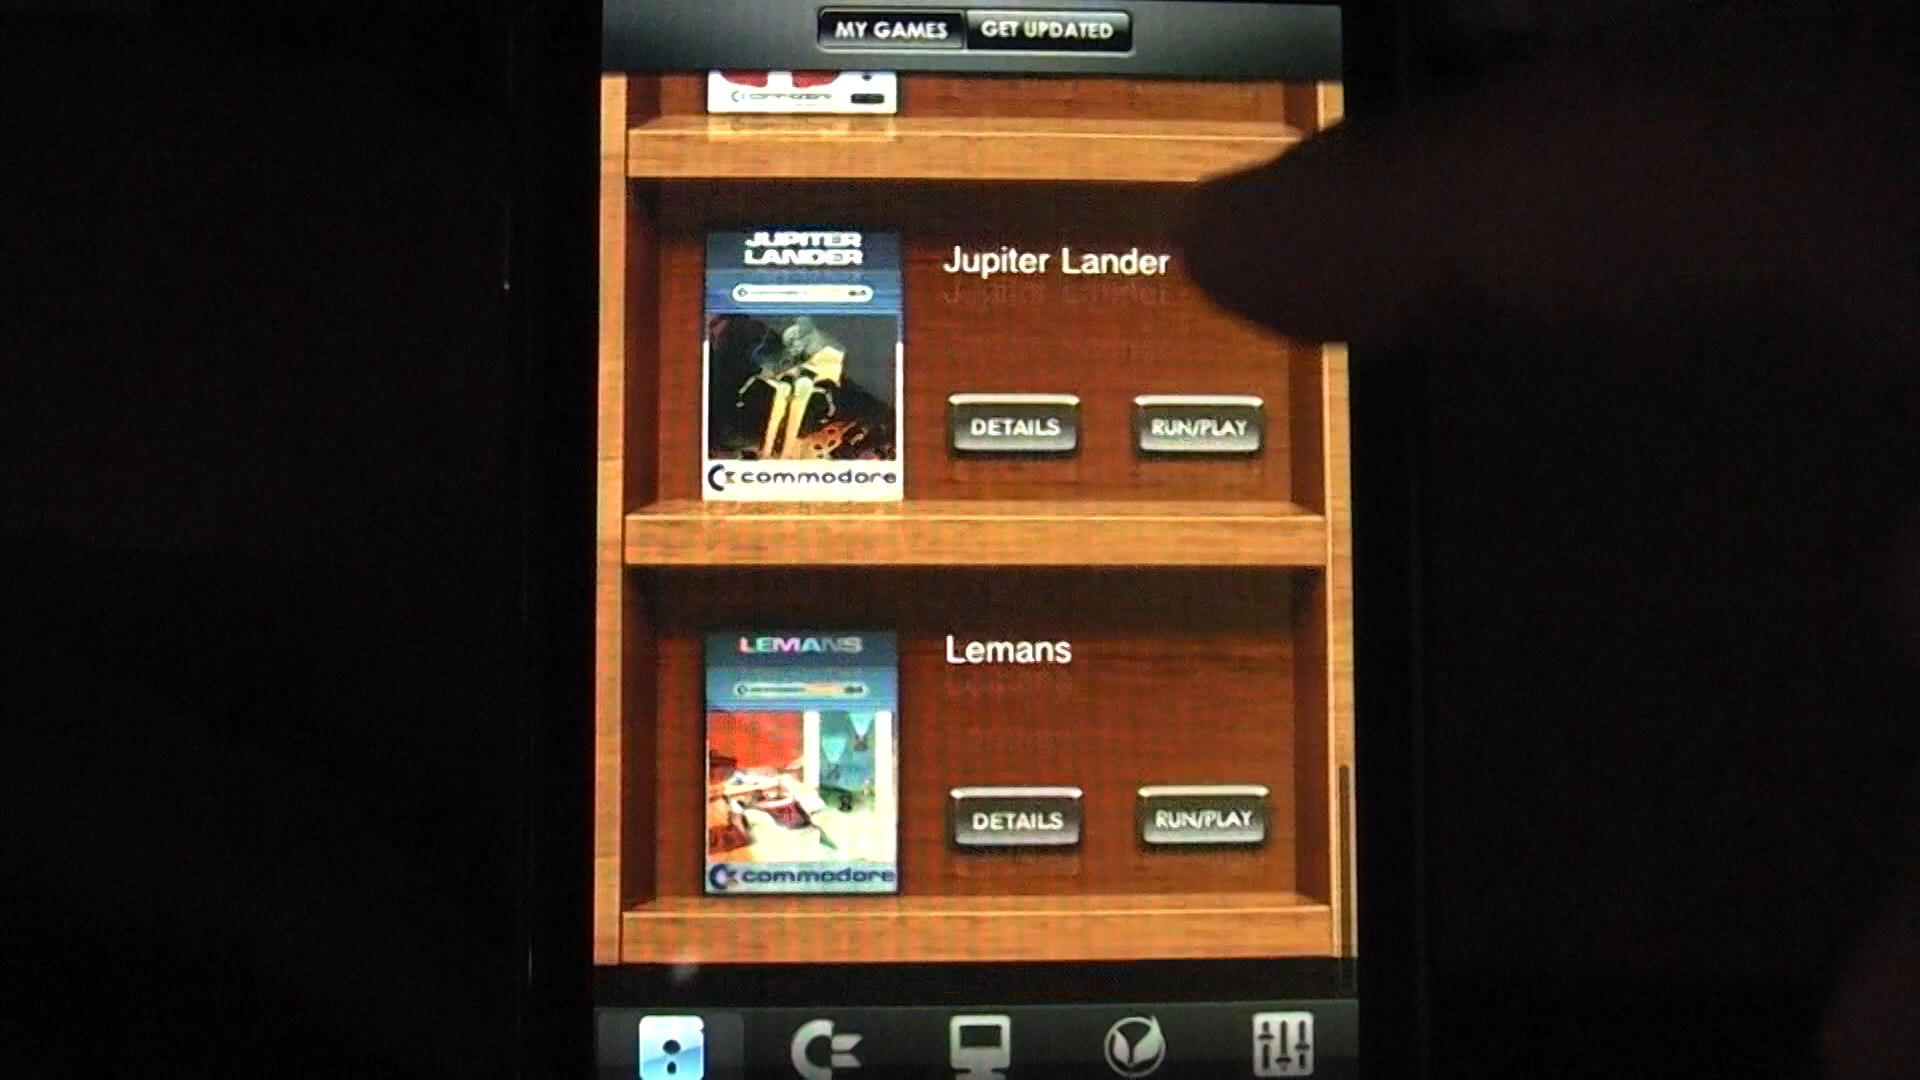 MY GAMES
GET UPDATED
JUPITER
LANDER
Jupiter Lander
DETAILS
RUN/PLAY
commodore
LEMANS
Lemans
DETAILS
RUN/PLAY
commodore